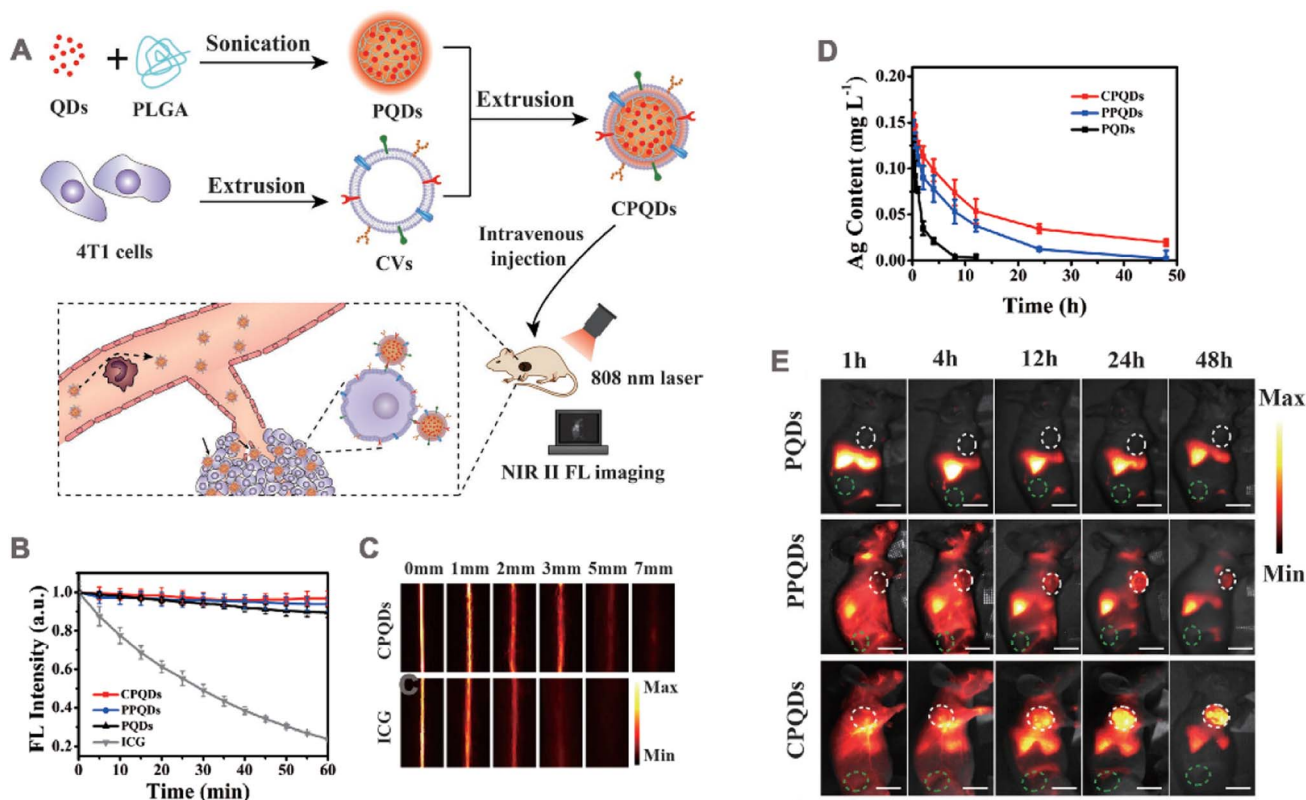 A
QDs
+
PLGA
Sonication
PQDs
Extrusion
CPQDs
4T1 cells
Extrusion
CVs
Intravenous
injection
808 nm laser
NIR II FL imaging
B
FL Intensity (a.u.)
1.0
0.8
0.6
0.4
0.2
CPQDs
PPQDs
PQDs
ICG
0 10 20 30 40 50 60
Time (min)
C
0mm 1mm 2mm 3mm 5mm 7mm
CPQDs
C
ICG
Max
Min
D
Ag Content (mg L-1)
0.20
0.15
0.10
0.05
0.00
CPQDs
PPQDs
PQDs
0 10 20 30 40 50
Time (h)
E
1h 4h 12h 24h 48h
PQDs
PPQDs
CPQDs
Max
Min